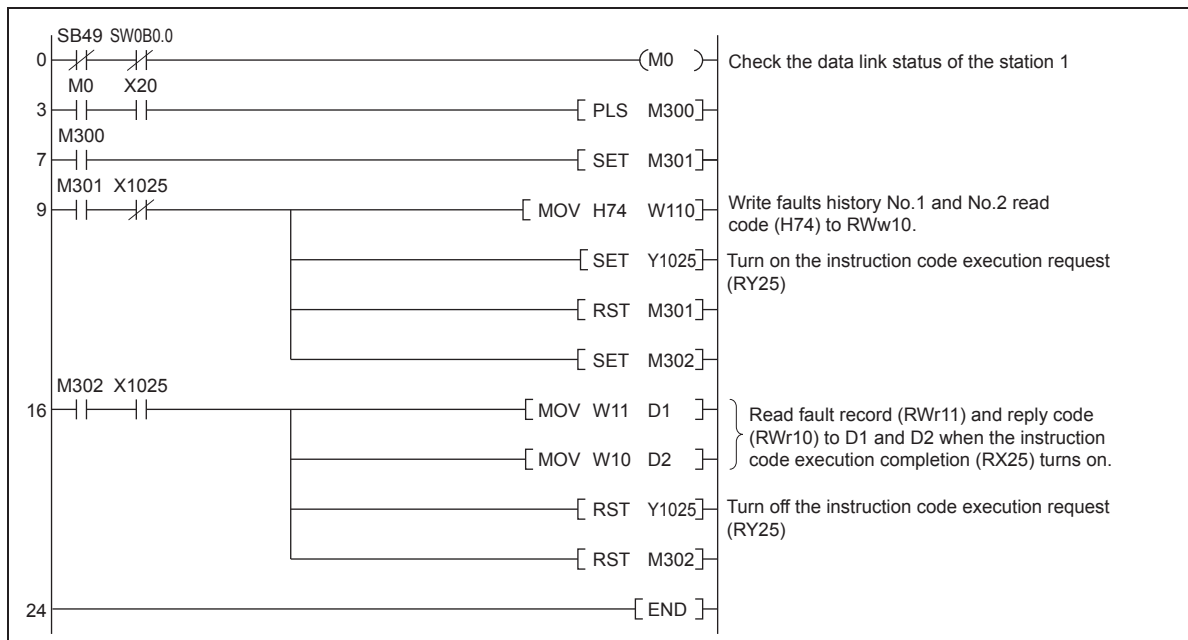 SB49 SW0B0.0
0 (M0 ) Check the data link status of the station 1
M0 X20
3 [ PLS M300]
M300
7 [ SET M301]
M301 X1025
9 [ MOV H74 W110] Write faults history No.1 and No.2 read
code (H74) to RWw10.
[ SET Y1025] Turn on the instruction code execution request
(RY25)
[ RST M301]
[ SET M302]
M302 X1025
16 [ MOV W11 D1 ] Read fault record (RWr11) and reply code
(RWr10) to D1 and D2 when the instruction
[ MOV W10 D2 ] code execution completion (RX25) turns on.
[ RST Y1025] Turn off the instruction code execution request
(RY25)
[ RST M302]
24 [ END ]